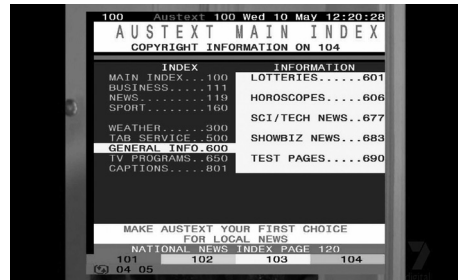 100 Austext 100 Wed 10 May 12:20:28
AUSTEXT MAIN INDEX
COPYRIGHT INFORMATION ON 104
INDEX
MAIN INDEX...100
BUSINESS.....111
NEWS.........119
SPORT........160
WEATHER......300
TAB SERVICE..500
GENERAL INFO.600
TV PROGRAMS..650
CAPTIONS.....801
INFORMATION
LOTTERIES......601
HOROSCOPES.....606
SCI/TECH NEWS..677
SHOWBIZ NEWS...683
TEST PAGES.....690
MAKE AUSTEXT YOUR FIRST CHOICE
FOR LOCAL NEWS
NATIONAL NEWS INDEX PAGE 120
101 102 103 104
04 05
7
digital